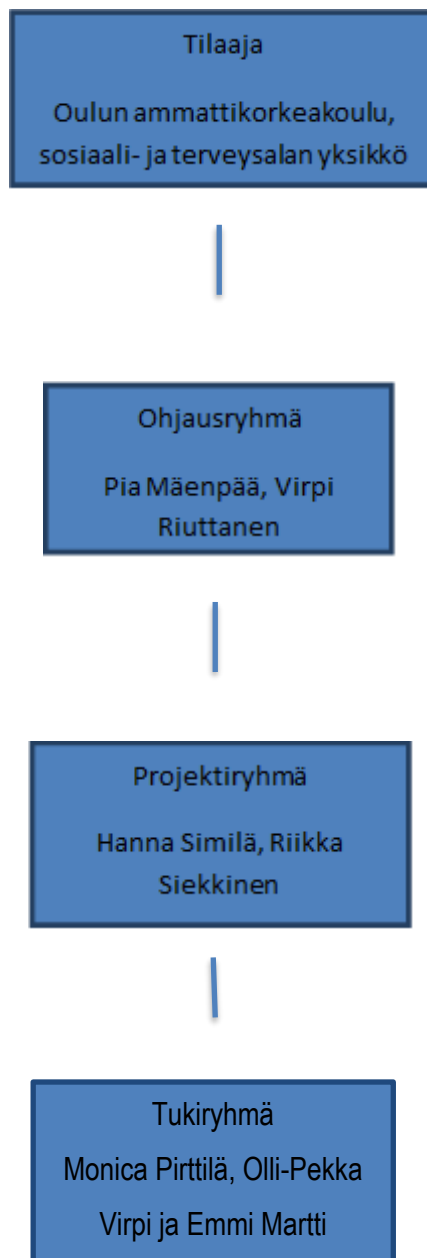 Tilaaja
Oulun ammattikorkeakoulu,
sosiaali- ja terveysalan yksikkö
Ohjausryhmä
Pia Mäenpää, Virpi
Riuttanen
Projektiryhmä
Hanna Similä, Riikka
Siekkinen
Tukiryhmä
Monica Pirttilä, Olli-Pekka
Virpi ja Emmi Martti